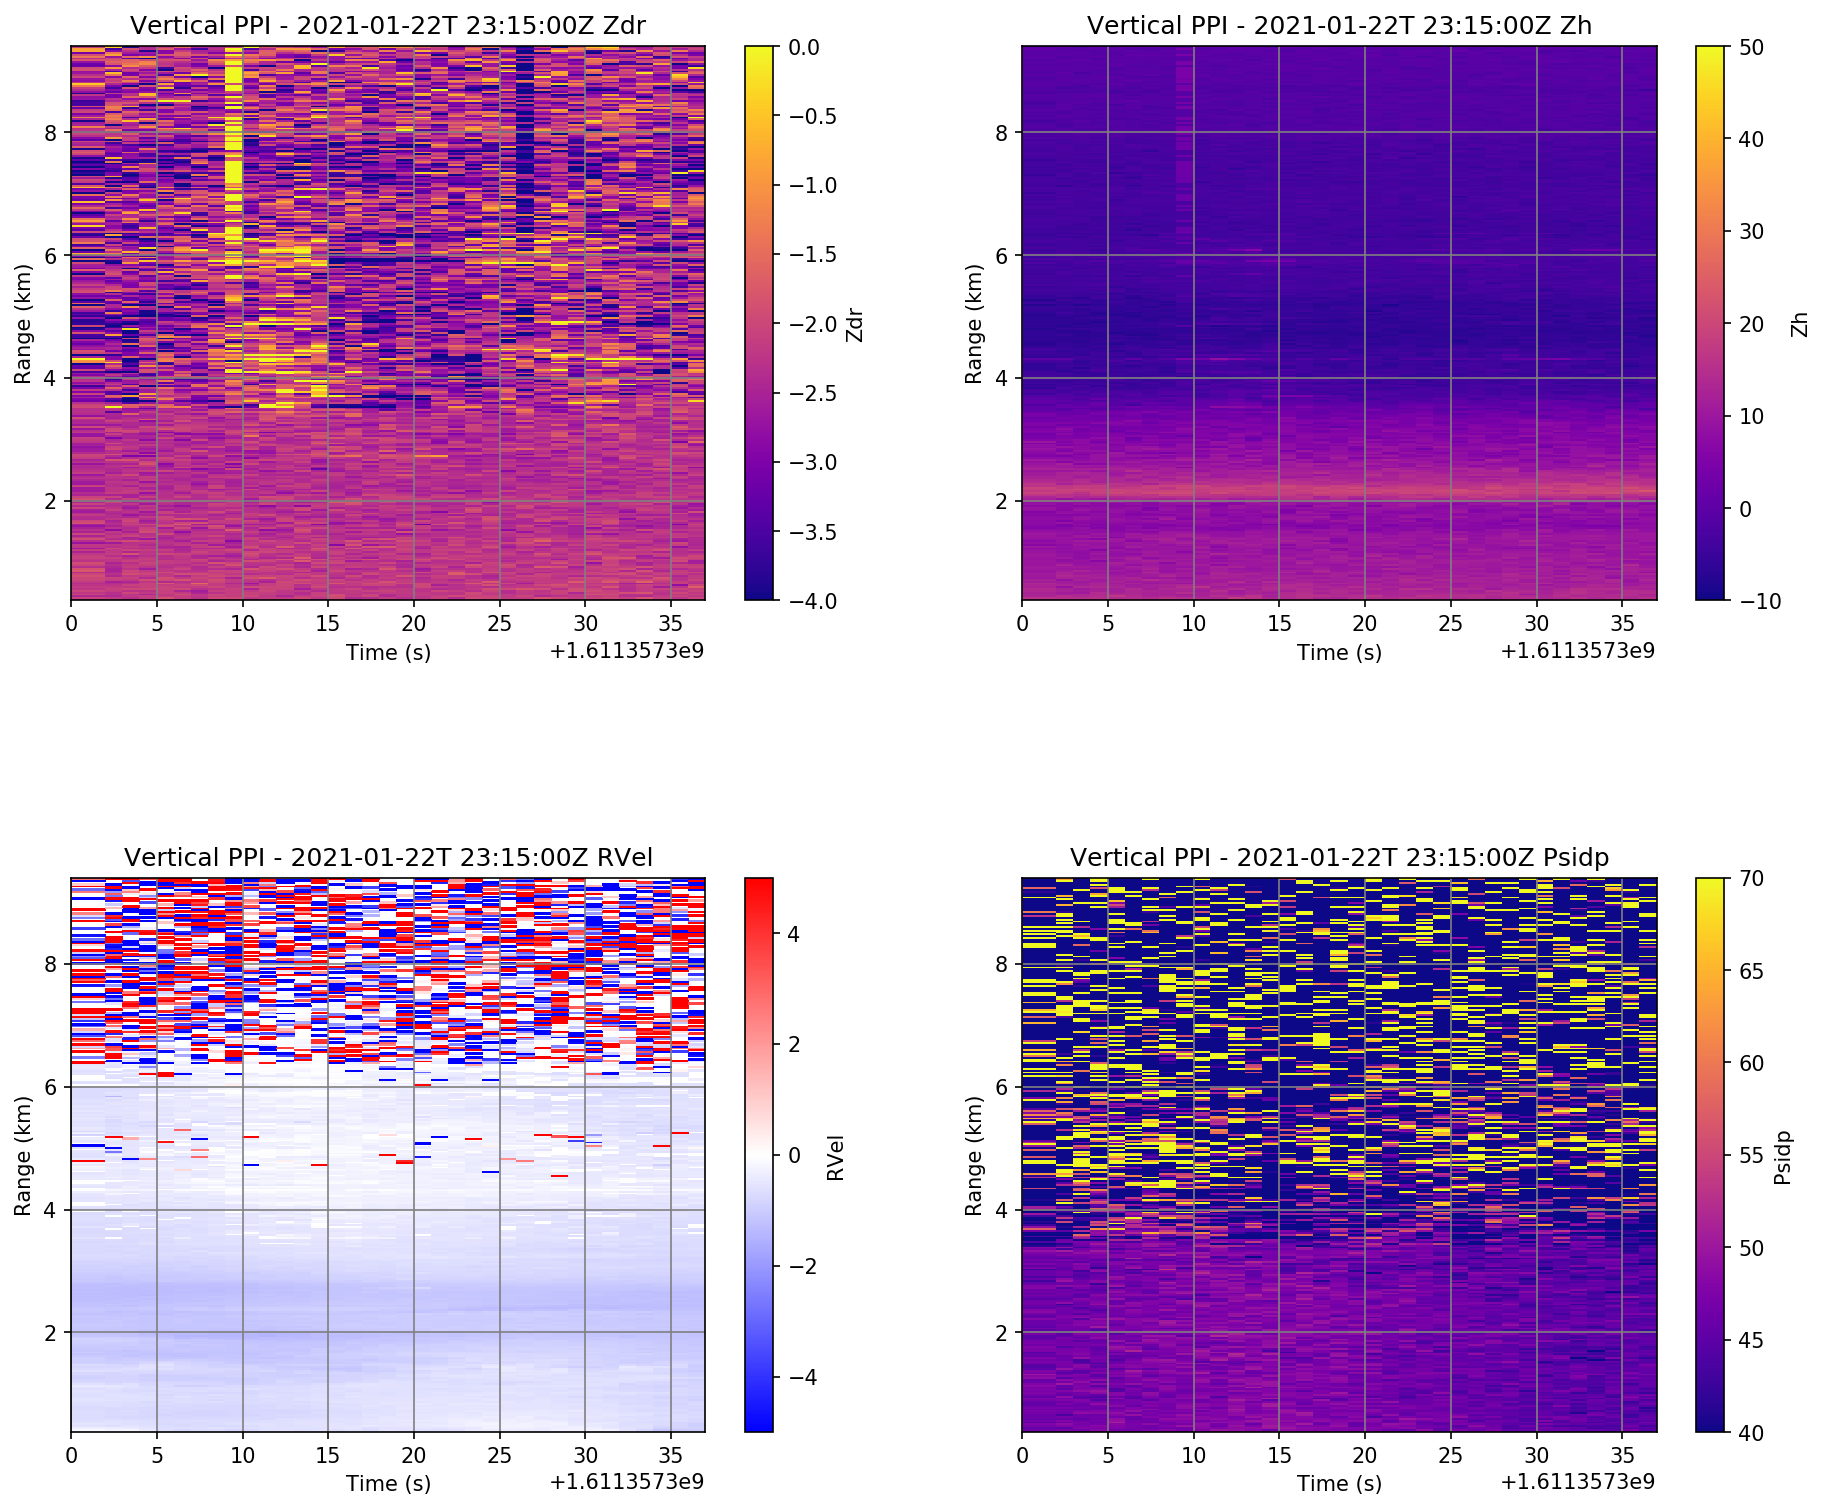 Vertical PPI - 2021-01-22T 23:15:00Z Zdr
Range (km)
8
6
4
2
0 5 10 15 20 25 30 35
Time (s)
+1.6113573e9
0.0
−0.5
−1.0
−1.5
−2.0
−2.5
−3.0
−3.5
−4.0
Zdr
Vertical PPI - 2021-01-22T 23:15:00Z Zh
Range (km)
8
6
4
2
0 5 10 15 20 25 30 35
Time (s)
+1.6113573e9
50
40
30
20
10
0
−10
Zh
Vertical PPI - 2021-01-22T 23:15:00Z RVel
Range (km)
8
6
4
2
0 5 10 15 20 25 30 35
Time (s)
+1.6113573e9
4
2
0
−2
−4
RVel
Vertical PPI - 2021-01-22T 23:15:00Z Psidp
Range (km)
8
6
4
2
0 5 10 15 20 25 30 35
Time (s)
+1.6113573e9
70
65
60
55
50
45
40
Psidp